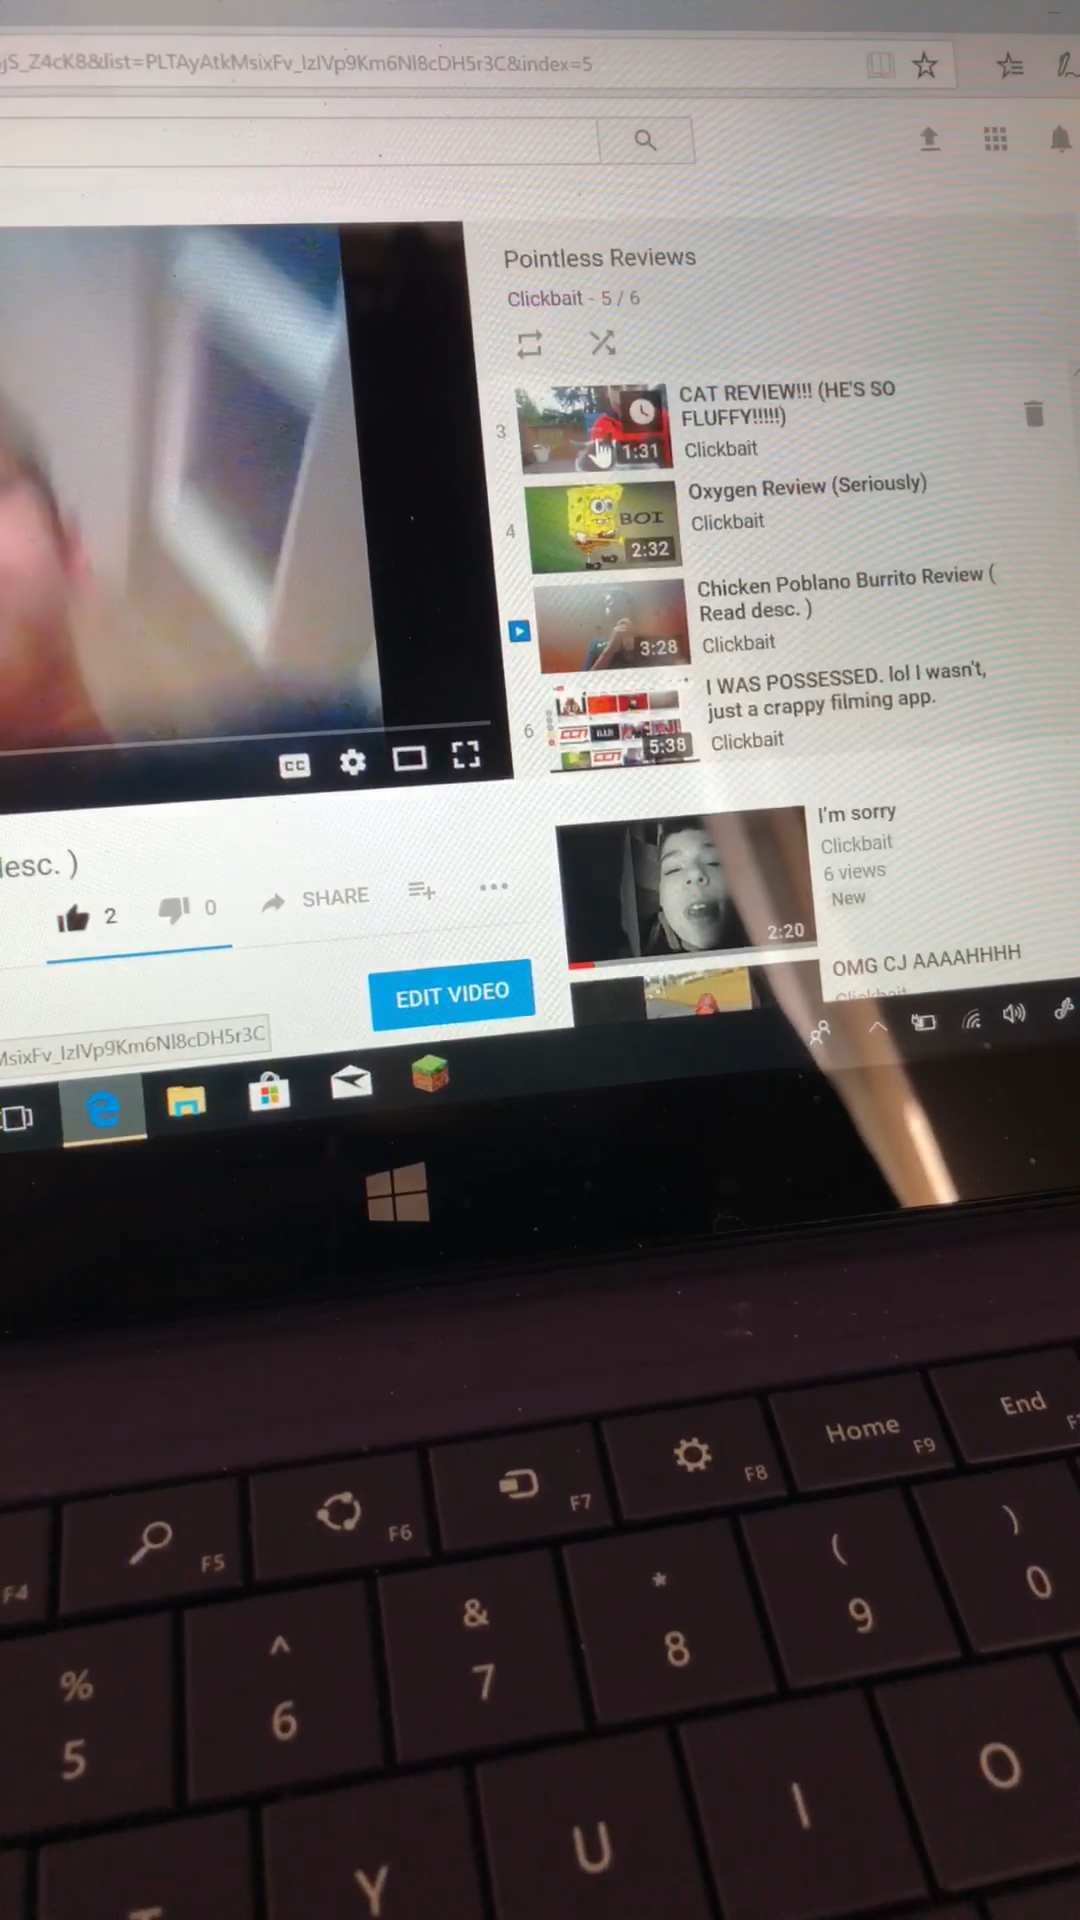 jS_Z4cK8&list=PLTAyAtkMsixFv_IzIVp9Km6Nl8cDH5r3C&index=5
Pointless Reviews
Clickbait - 5 / 6
3
1:31
CAT REVIEW!!! (HE'S SO
FLUFFY!!!!!)
Clickbait
4
BOI
2:32
Oxygen Review (Seriously)
Clickbait
3:28
Chicken Poblano Burrito Review (
Read desc. )
Clickbait
6
5:38
I WAS POSSESSED. lol I wasn't,
just a crappy filming app.
Clickbait
CC
desc. )
2
0
SHARE
EDIT VIDEO
2:20
I'm sorry
Clickbait
6 views
New
OMG CJ AAAAHHHH
Clickbait
MsixFv_IzIVp9Km6Nl8cDH5r3C
F4
F5
F6
F7
F8
Home F9
End
% 5
^ 6
& 7
* 8
( 9
) 0
Y
U
I
O